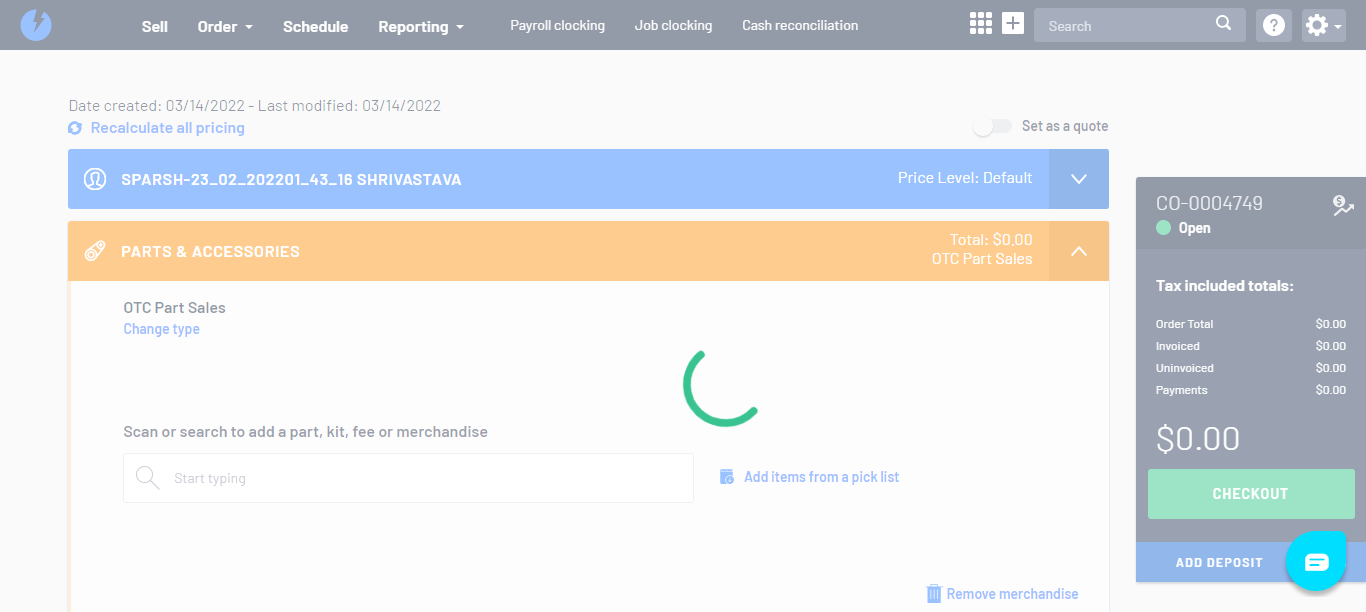 Sell
Order
Schedule
Reporting
Payroll clocking
Job clocking
Cash reconciliation
Search
Date created: 03/14/2022 - Last modified: 03/14/2022
Recalculate all pricing
Set as a quote
SPARSH-23_02_202201_43_16 SHRIVASTAVA
Price Level: Default
PARTS & ACCESSORIES
Total: $0.00
OTC Part Sales
OTC Part Sales
Change type
Scan or search to add a part, kit, fee or merchandise
Start typing
Add items from a pick list
Remove merchandise
CO-0004749
Open
Tax included totals:
Order Total $0.00
Invoiced $0.00
Uninvoiced $0.00
Payments $0.00
$0.00
CHECKOUT
ADD DEPOSIT